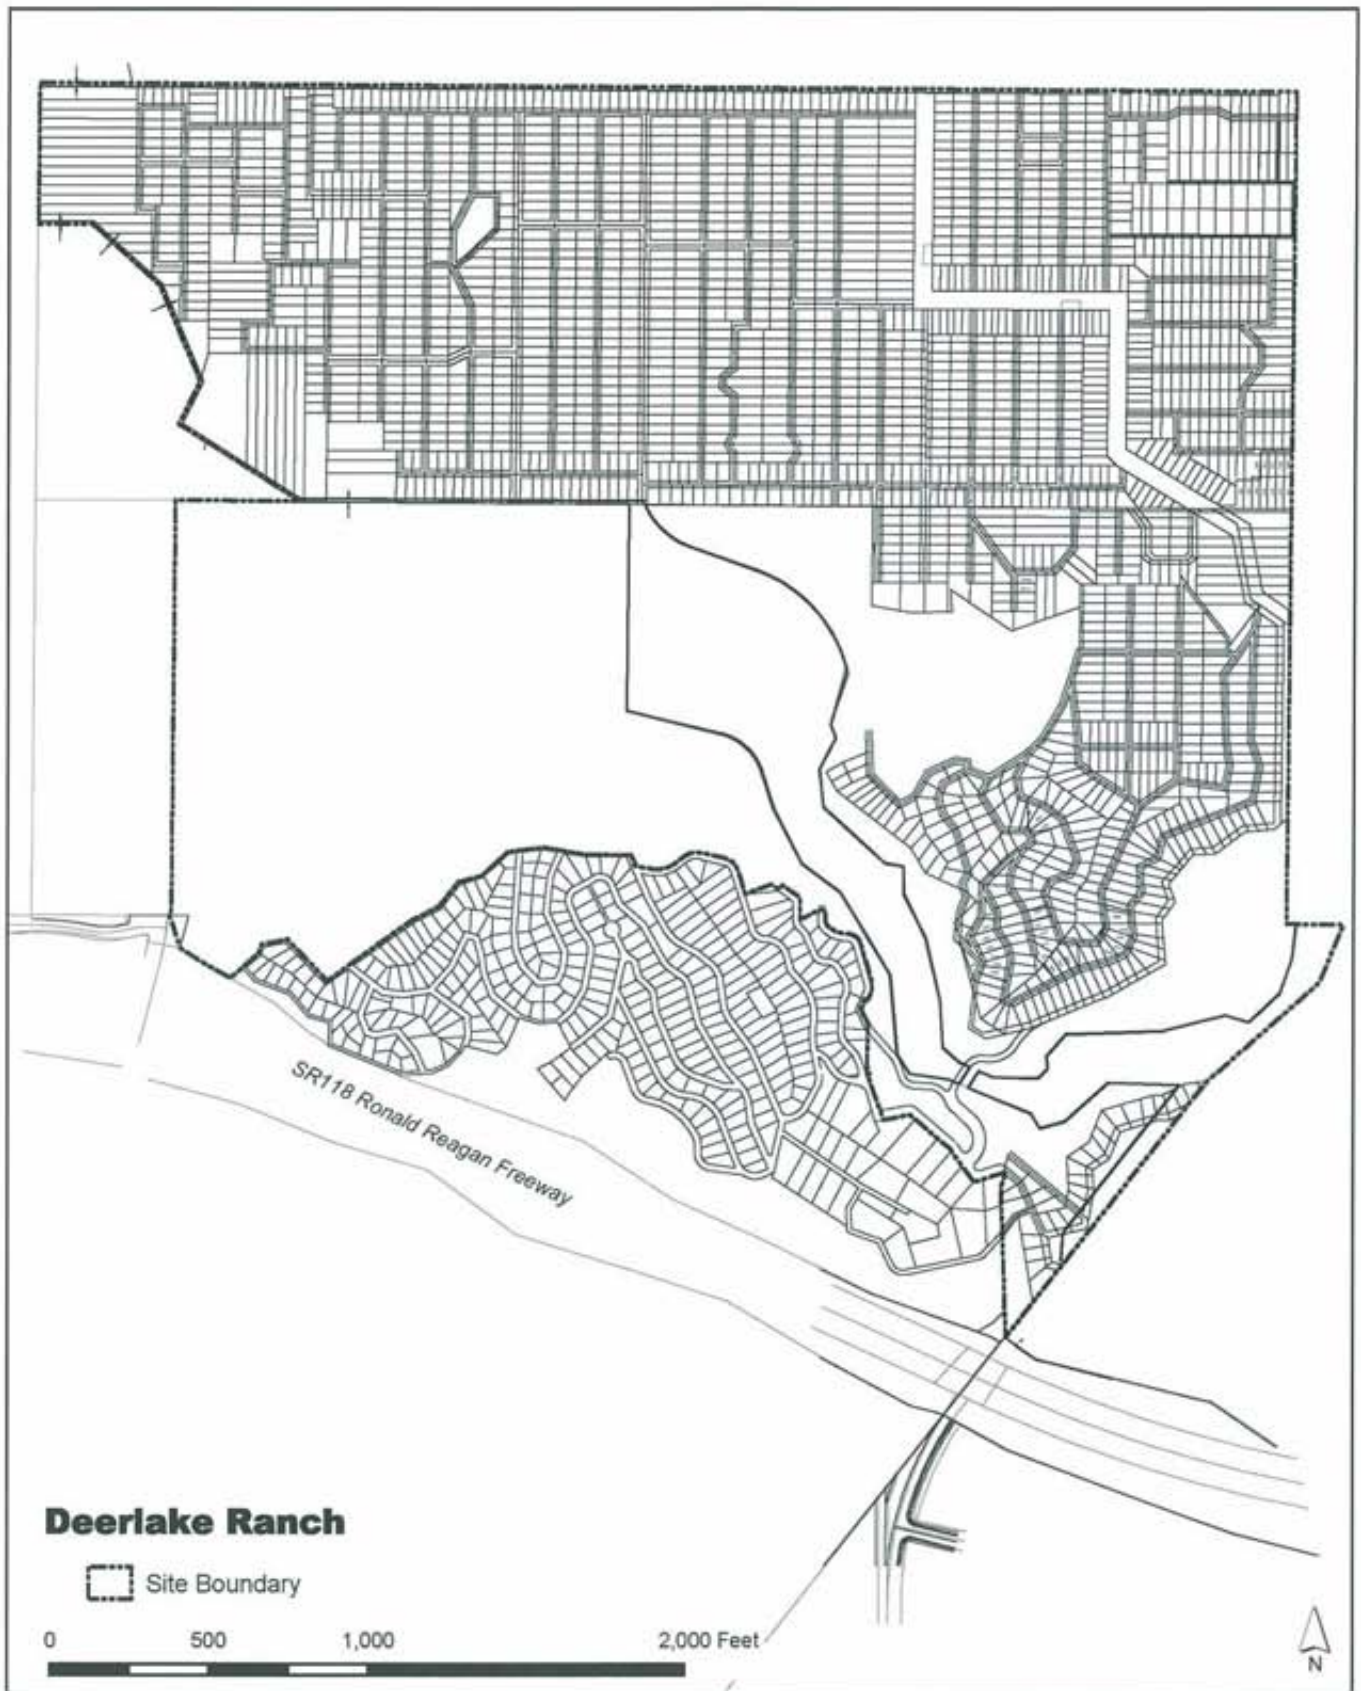 SR118 Ronald Reagan Freeway
Deerlake Ranch
Site Boundary
0 500 1,000 2,000 Feet
N